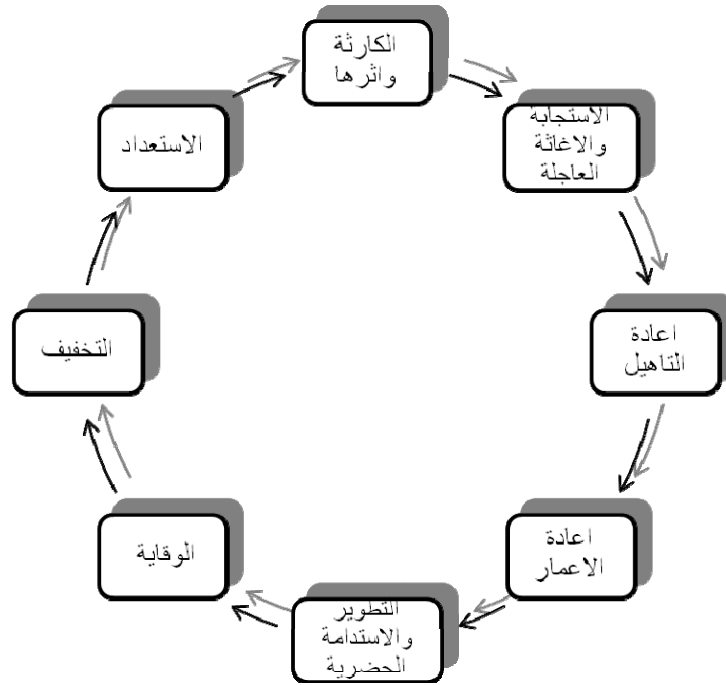 الكارثة
واثرها
الاستجابة
والاغاثة
العاجلة
اعادة
التاهيل
اعادة
الاعمار
التطوير
والاستدامة
الحضرية
الوقاية
التخفيف
الاستعداد